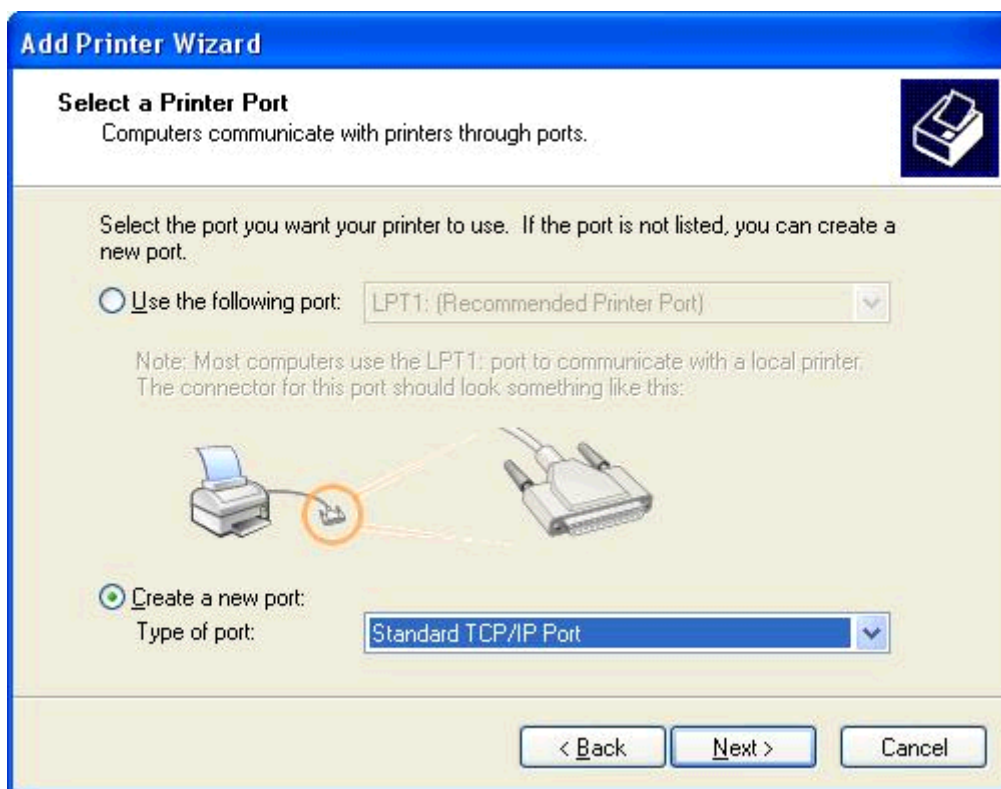 Add Printer Wizard
Select a Printer Port
Computers communicate with printers through ports.
Select the port you want your printer to use. If the port is not listed, you can create a
new port.
Use the following port: LPT1: (Recommended Printer Port)
Note: Most computers use the LPT1: port to communicate with a local printer.
The connector for this port should look something like this:
Create a new port:
Type of port: Standard TCP/IP Port
< Back Next > Cancel